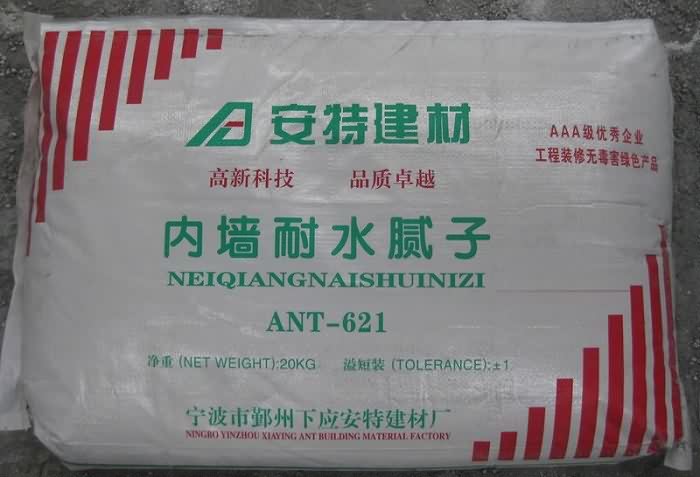 安特建材
AAA级优秀企业
工程装修无毒害绿色产品
高新科技 品质卓越
内墙耐水腻子
NEIQIANGNAISHUINIZI
ANT-621
净重 (NET WEIGHT):20KG 溢短装 (TOLERANCE):±1
宁波市鄞州下应安特建材厂
NINGBO YINZHOU XIAYING ANT BUILDING MATERIAL FACTORY